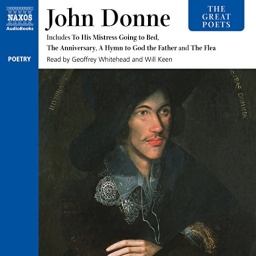 NAXOS
AudioBooks
POETRY
John Donne
Includes To His Mistress Going to Bed,
The Anniversary, A Hymn to God the Father and The Flea
Read by Geoffrey Whitehead and Will Keen
THE
GREAT
POETS